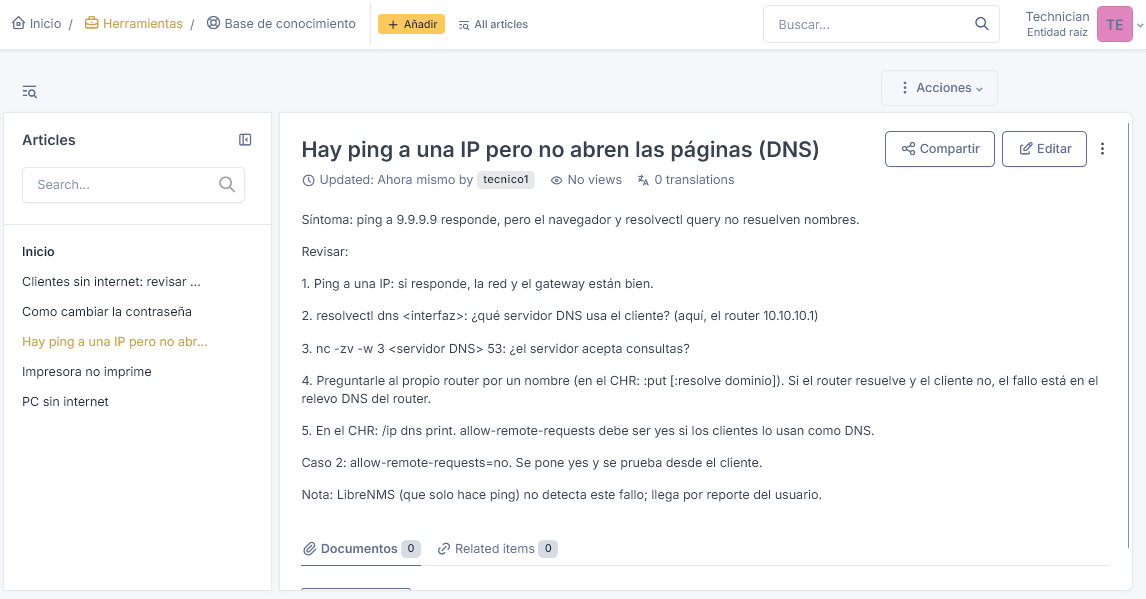 Inicio / Herramientas / Base de conocimiento
+ Añadir
All articles
Buscar...
Technician
Entidad raíz
TE
Acciones
Articles
Search...
Inicio
Clientes sin internet: revisar ...
Como cambiar la contraseña
Hay ping a una IP pero no abr...
Impresora no imprime
PC sin internet
Hay ping a una IP pero no abren las páginas (DNS)
Compartir
Editar
Updated: Ahora mismo by tecnico1 No views 0 translations
Síntoma: ping a 9.9.9.9 responde, pero el navegador y resolvectl query no resuelven nombres.
Revisar:
1. Ping a una IP: si responde, la red y el gateway están bien.
2. resolvectl dns <interfaz>: ¿qué servidor DNS usa el cliente? (aquí, el router 10.10.10.1)
3. nc -zv -w 3 <servidor DNS> 53: ¿el servidor acepta consultas?
4. Preguntarle al propio router por un nombre (en el CHR: :put [:resolve dominio]). Si el router resuelve y el cliente no, el fallo está en el
relevo DNS del router.
5. En el CHR: /ip dns print. allow-remote-requests debe ser yes si los clientes lo usan como DNS.
Caso 2: allow-remote-requests=no. Se pone yes y se prueba desde el cliente.
Nota: LibreNMS (que solo hace ping) no detecta este fallo; llega por reporte del usuario.
Documentos 0
Related items 0